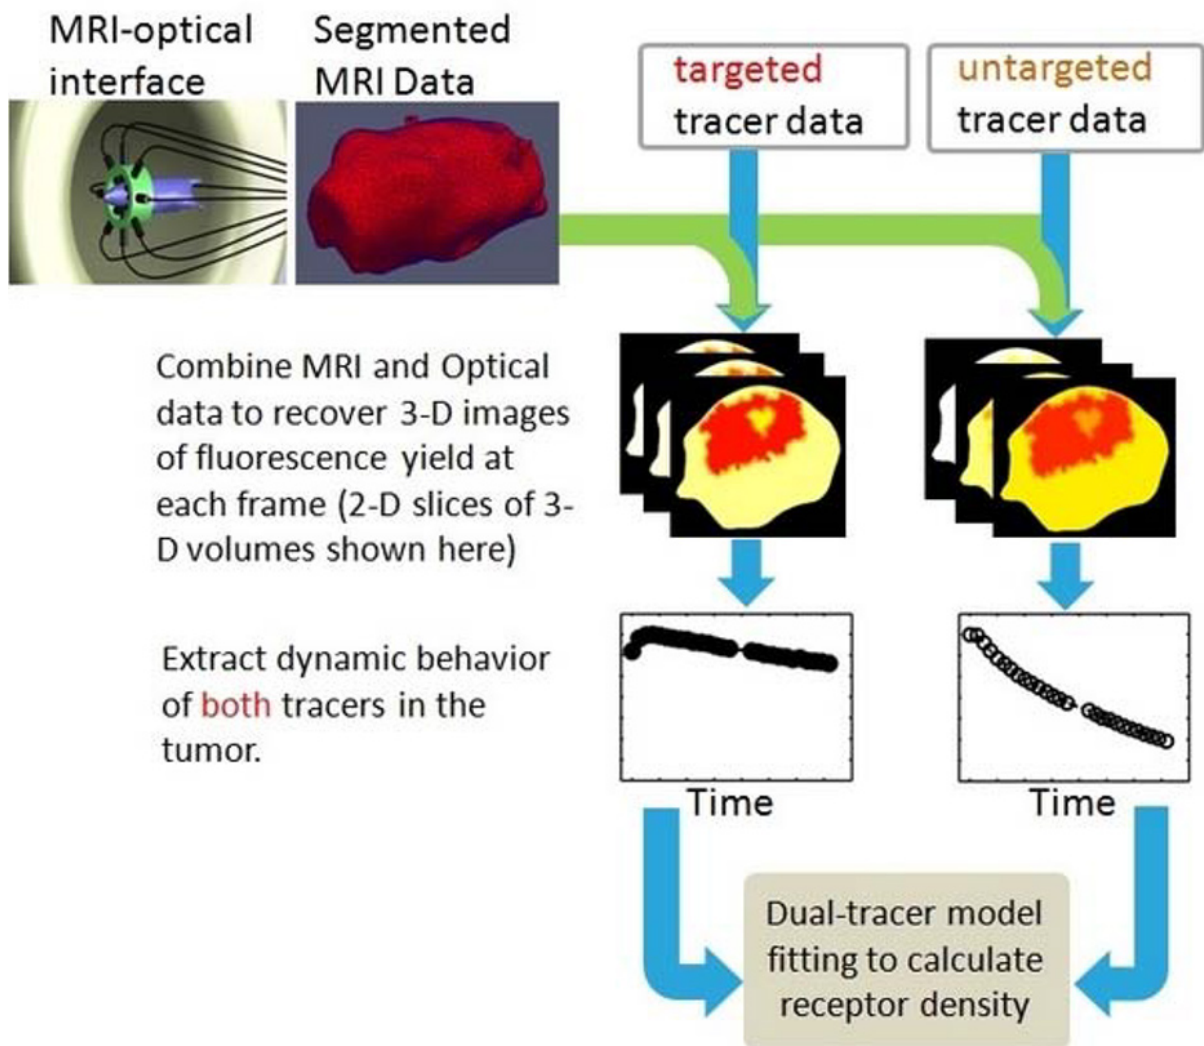 MRI-optical
interface
Segmented
MRI Data
targeted
tracer data
untargeted
tracer data
Combine MRI and Optical
data to recover 3-D images
of fluorescence yield at
each frame (2-D slices of 3-
D volumes shown here)
Extract dynamic behavior
of both tracers in the
tumor.
Time
Time
Dual-tracer model
fitting to calculate
receptor density